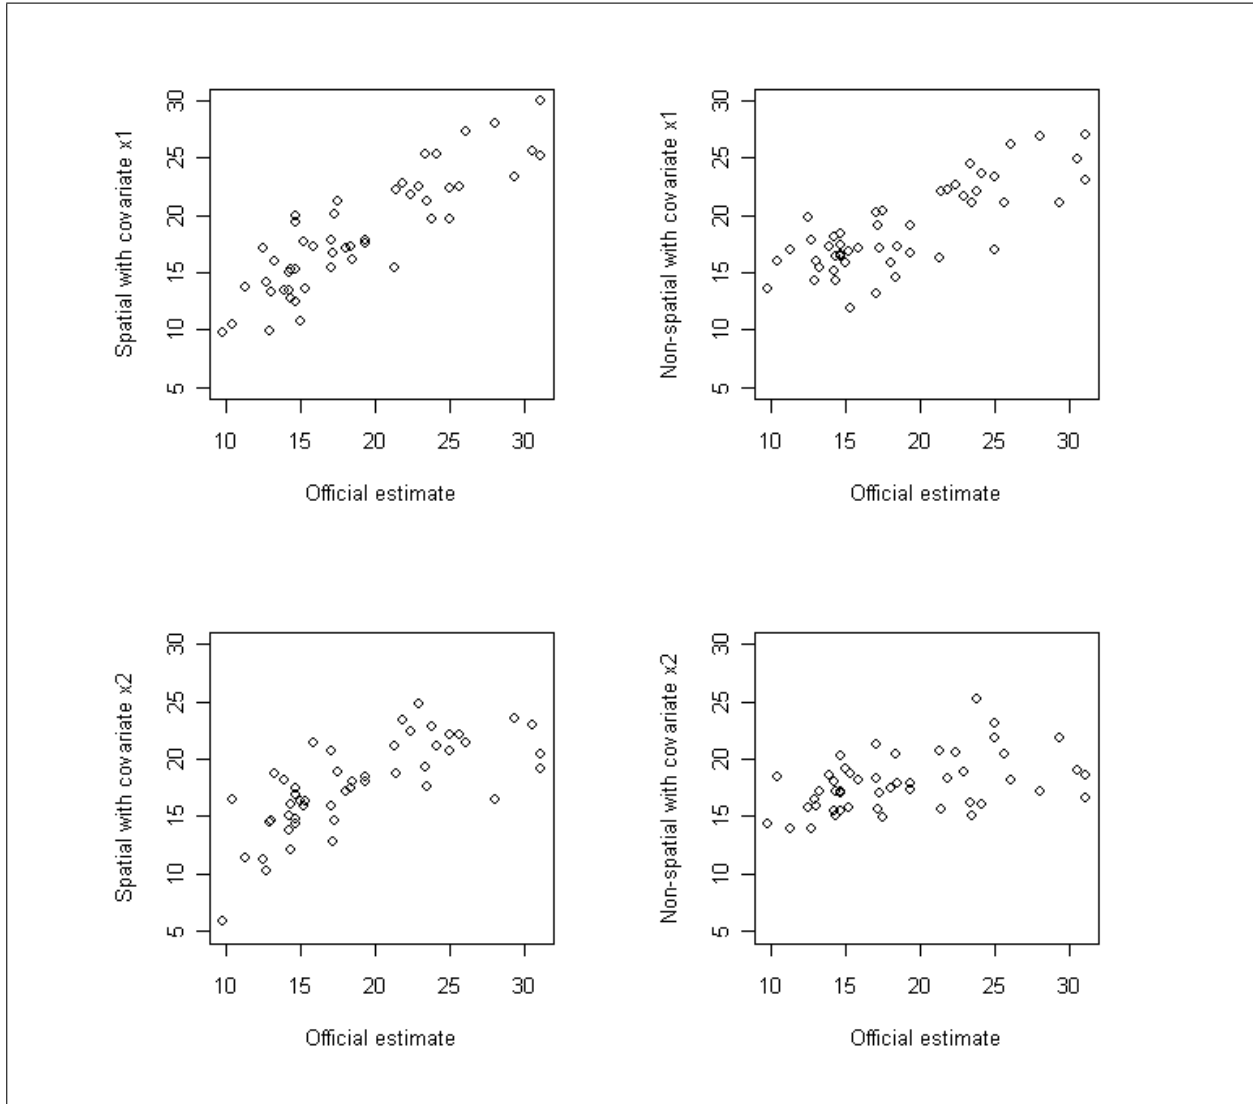 Spatial with covariate x1
30
25
20
15
10
5
10 15 20 25 30
Official estimate
Non-spatial with covariate x1
30
25
20
15
10
5
10 15 20 25 30
Official estimate
Spatial with covariate x2
30
25
20
15
10
5
10 15 20 25 30
Official estimate
Non-spatial with covariate x2
30
25
20
15
10
5
10 15 20 25 30
Official estimate